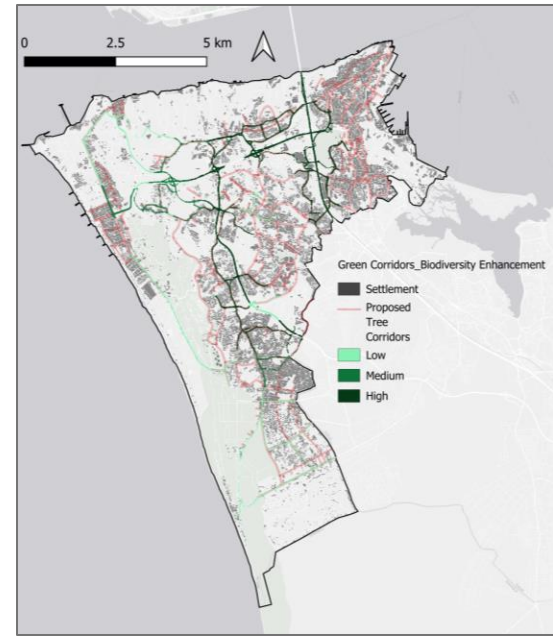 0 2.5 5 km
Green Corridors_Biodiversity Enhancement
Settlement
Proposed
Tree
Corridors
Low
Medium
High